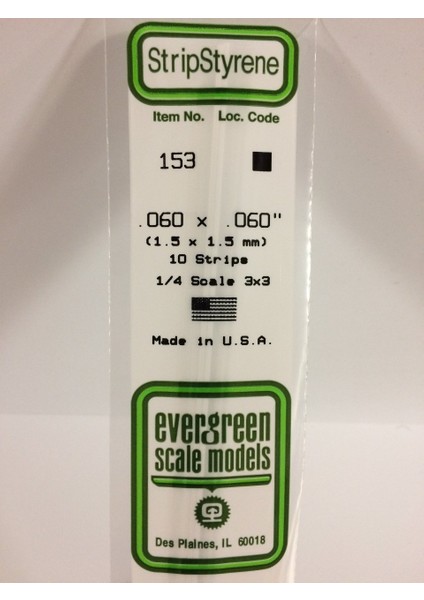 StripStyrene
Item No. Loc. Code
153
.060 x .060"
(1.5 x 1.5 mm)
10 Strips
1/4 Scale 3x3
Made in U.S.A.
evergreen
scale models
Des Plaines, IL 60018